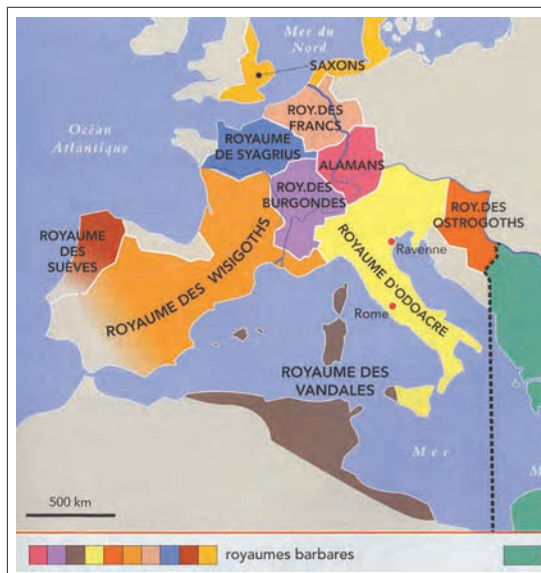 Mer du
Nord
SAXONS
Océan
Atlantique
ROY.DES
FRANCS
ROYAUME
DE SYAGRIUS
ALAMANS
ROY.DES
BURGONDES
ROY.DES
OSTROGOTHS
ROYAUME
DES
SUÈVES
ROYAUME DES WISIGOTHS
Ravenne
ROYAUME D'ODOACRE
Rome
ROYAUME DES
VANDALES
Mer
M
500 km
royaumes barbares